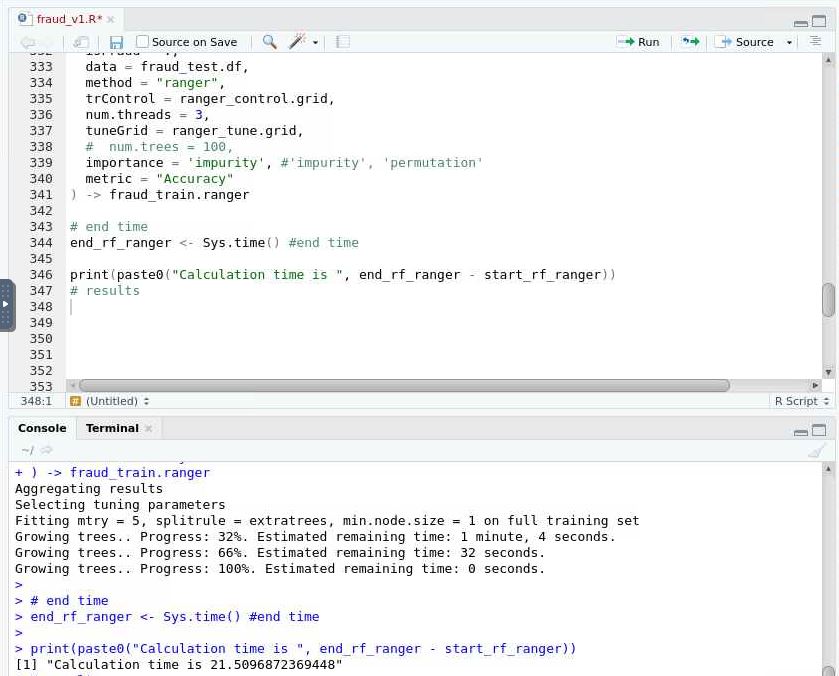 fraud_v1.R*
Source on Save
Run
Source
333 data = fraud_test.df,
334 method = "ranger",
335 trControl = ranger_control.grid,
336 num.threads = 3,
337 tuneGrid = ranger_tune.grid,
338 #  num.trees = 100,
339 importance = 'impurity', #'impurity', 'permutation'
340 metric = "Accuracy"
341 ) -> fraud_train.ranger
342
343 # end time
344 end_rf_ranger <- Sys.time() #end time
345
346 print(paste0("Calculation time is ", end_rf_ranger - start_rf_ranger))
347 # results
348
349
350
351
352
353
348:1 # (Untitled) R Script
Console Terminal
~/
+ ) -> fraud_train.ranger
Aggregating results
Selecting tuning parameters
Fitting mtry = 5, splitrule = extratrees, min.node.size = 1 on full training set
Growing trees.. Progress: 32%. Estimated remaining time: 1 minute, 4 seconds.
Growing trees.. Progress: 66%. Estimated remaining time: 32 seconds.
Growing trees.. Progress: 100%. Estimated remaining time: 0 seconds.
>
> # end time
> end_rf_ranger <- Sys.time() #end time
>
> print(paste0("Calculation time is ", end_rf_ranger - start_rf_ranger))
[1] "Calculation time is 21.5096872369448"